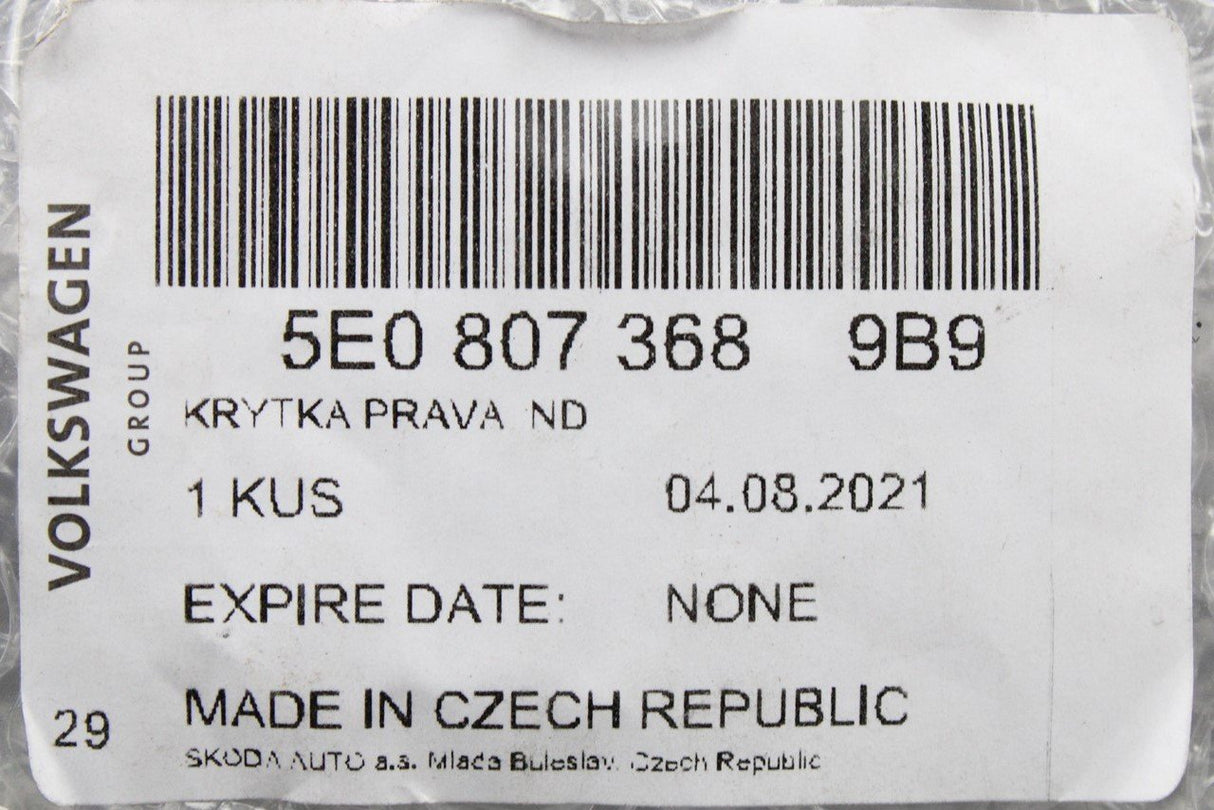 VOLKSWAGEN
GROUP
5E0 807 368 9B9
KRYTKA PRAVA ND
1 KUS 04.08.2021
EXPIRE DATE: NONE
MADE IN CZECH REPUBLIC
29
SKODA AUTO a.s. Mlada Boleslav, Czech Republic